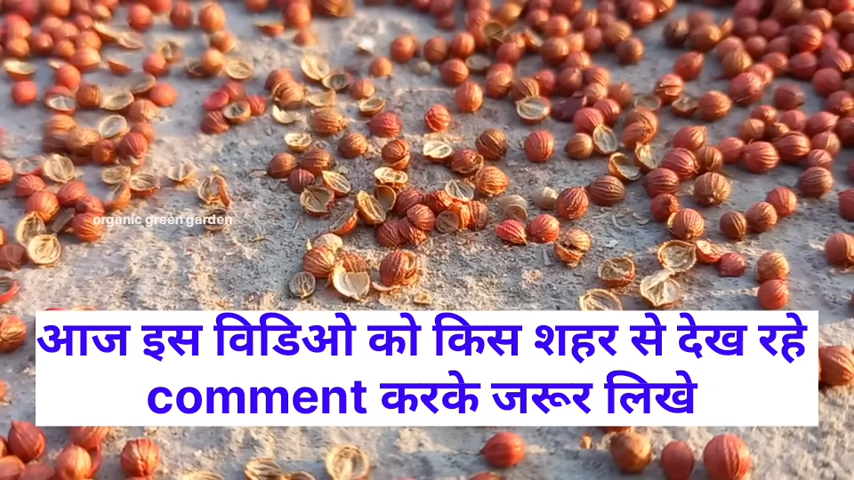 organic green garden
आज इस विडिओ को किस शहर से देख रहे
comment करके जरूर लिखे